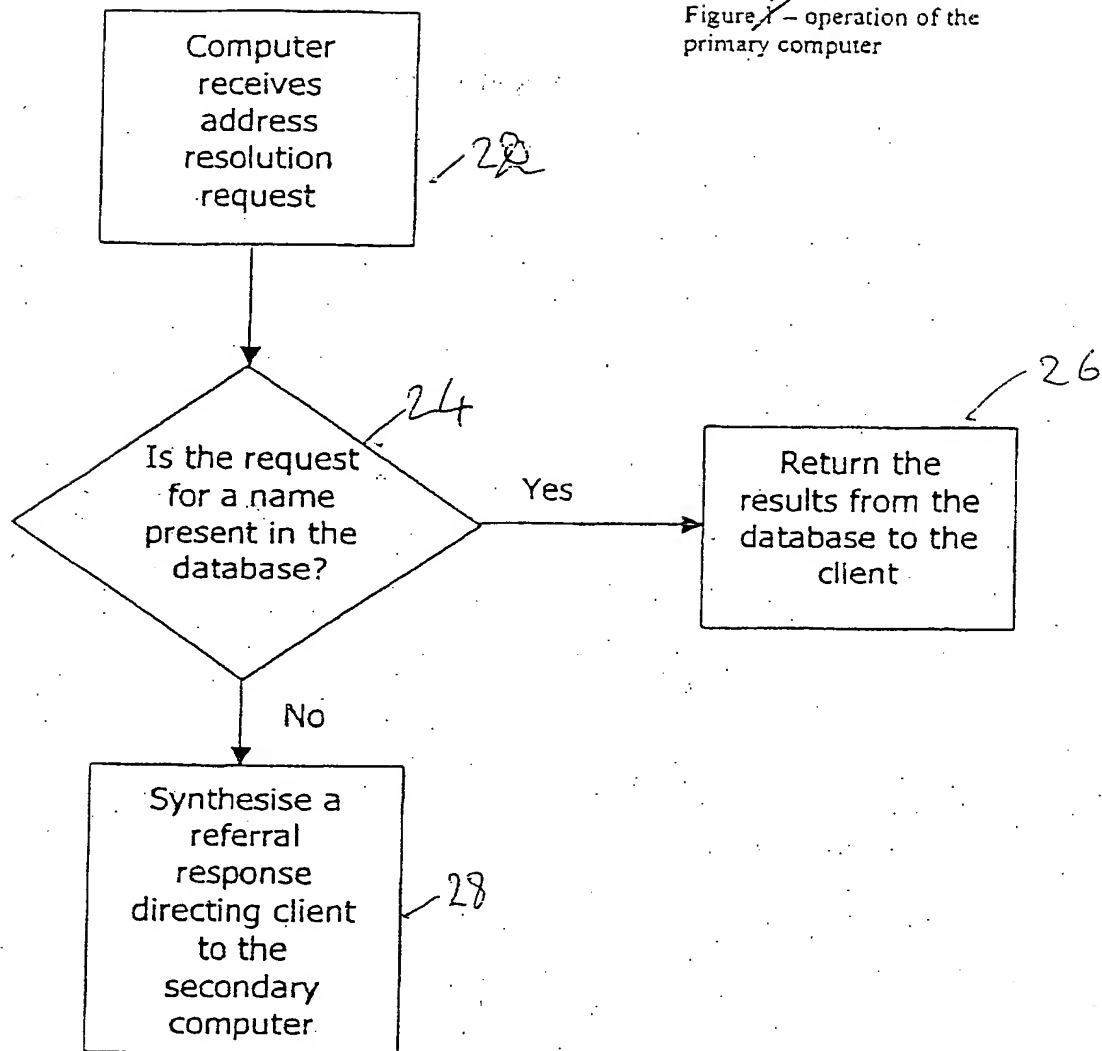 Figure 1 – operation of the
primary computer
Computer
receives
address
resolution
request
22
24
Is the request
for a name
present in the
database?
Yes
26
Return the
results from the
database to the
client
No
Synthesise a
referral
response
directing client
to the
secondary
computer
28